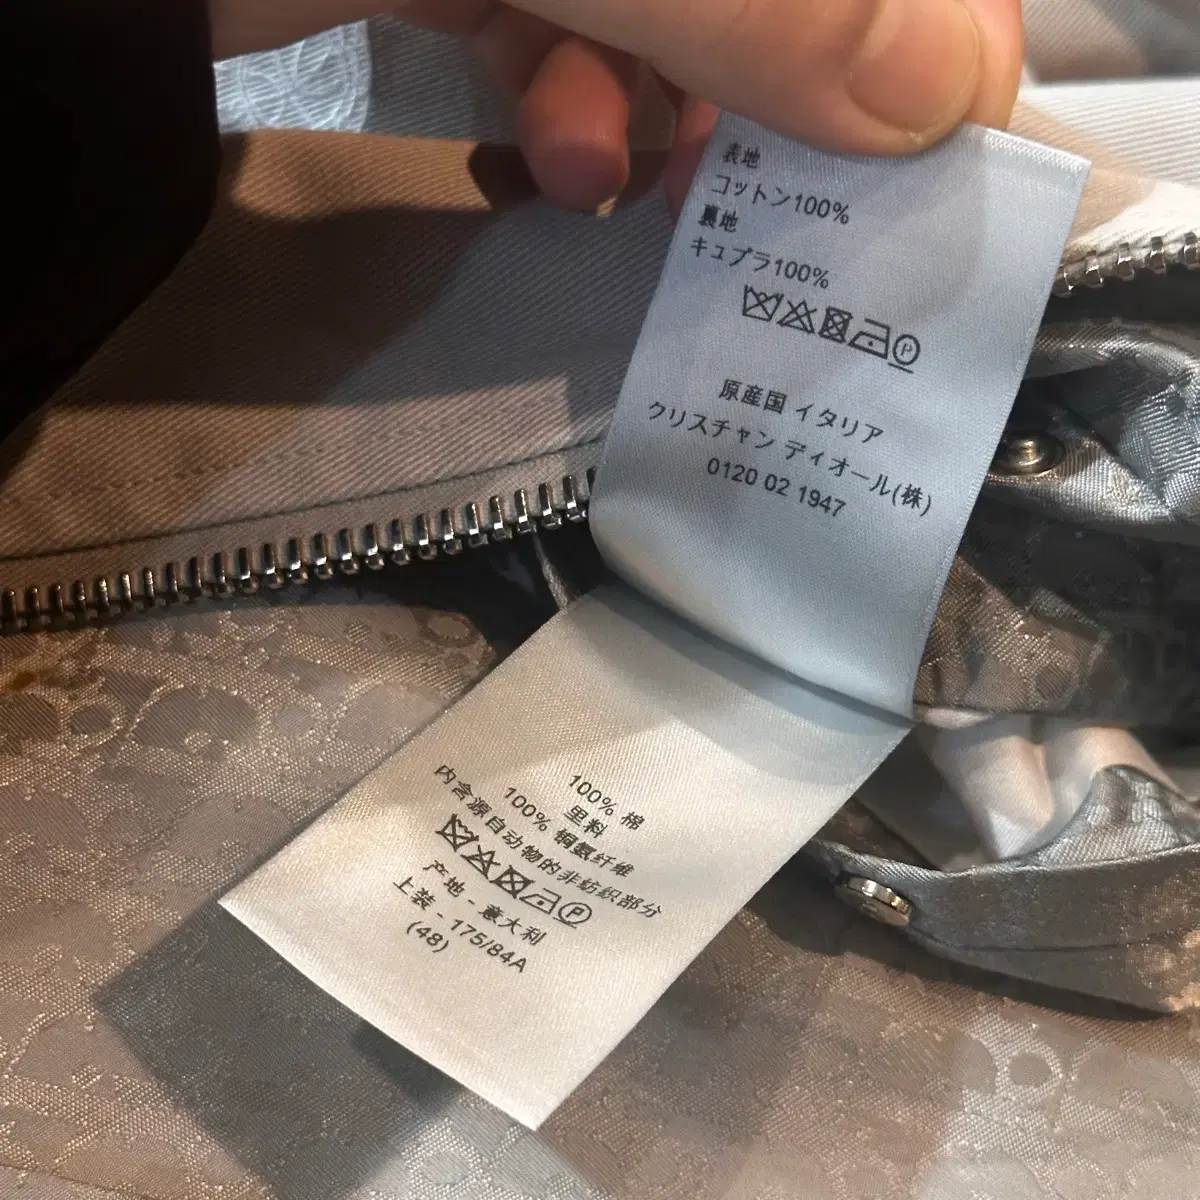 表地
コットン100%
裏地
キュプラ100%
P
原産国 イタリア
クリスチャン ディオール(株)
0120 02 1947
100% 棉
里料
100% 铜氨纤维
内含源自动物的非纺织部分
P
产地 - 意大利
上装 - 175/84A
(48)